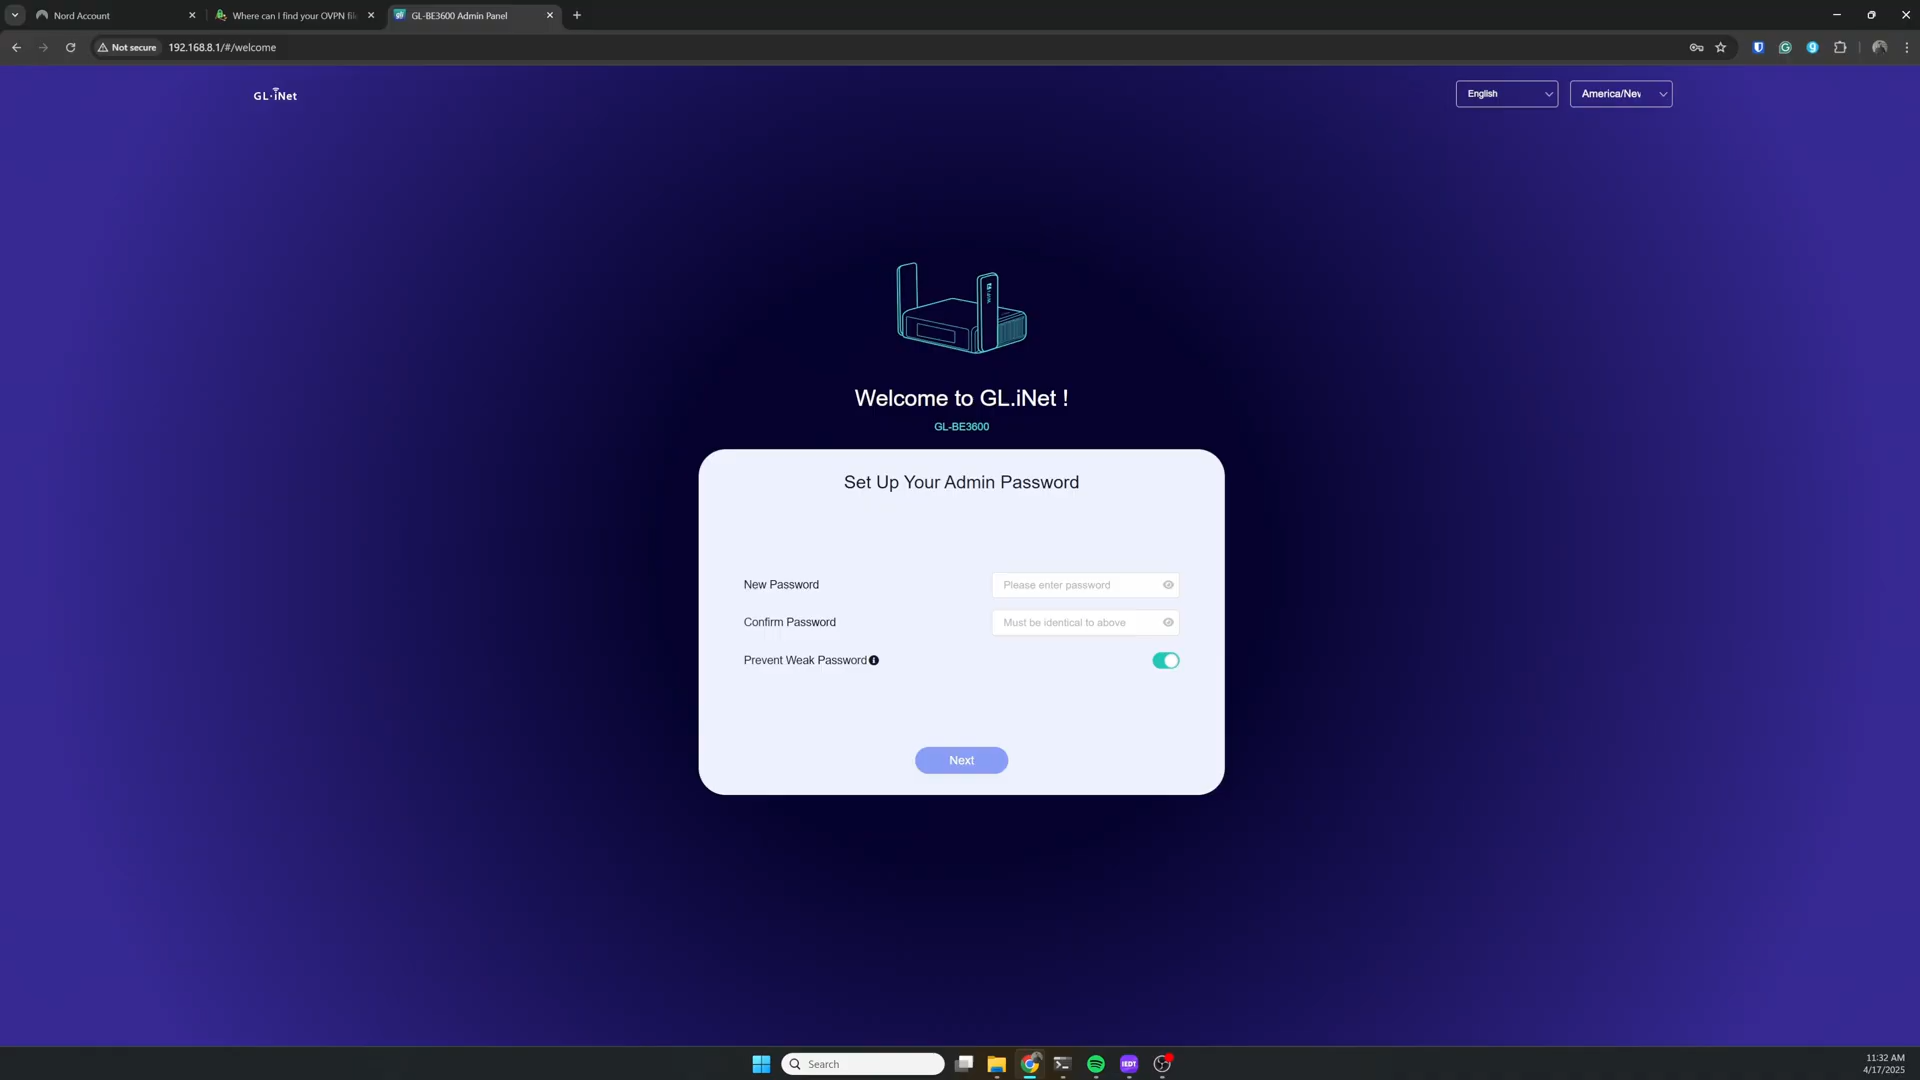 Nord Account
Where can I find your OVPN fil
GL-BE3600 Admin Panel
Not secure
192.168.8.1/#/welcome
GL·iNet
English
America/Nev
Welcome to GL.iNet !
GL-BE3600
Set Up Your Admin Password
New Password
Please enter password
Confirm Password
Must be identical to above
Prevent Weak Password
Next
Search
11:32 AM
4/17/2025